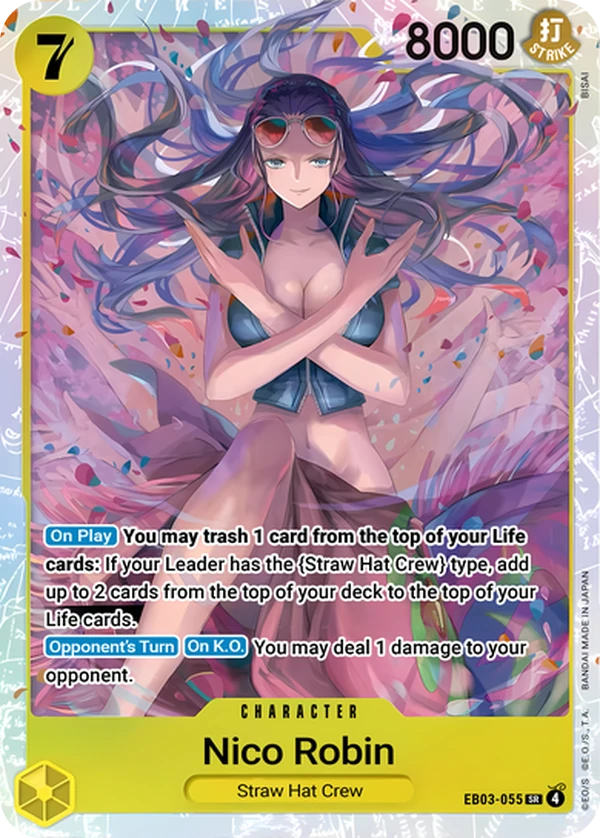 7
8000
打
STRIKE
BISAI
On Play You may trash 1 card from the top of your Life
cards: If your Leader has the {Straw Hat Crew} type, add
up to 2 cards from the top of your deck to the top of your
Life cards.
Opponent's Turn On K.O. You may deal 1 damage to your
opponent.
CHARACTER
Nico Robin
Straw Hat Crew
EB03-055 SR 4
©EO/S ©E.O./S., T.A. BANDAI MADE IN JAPAN